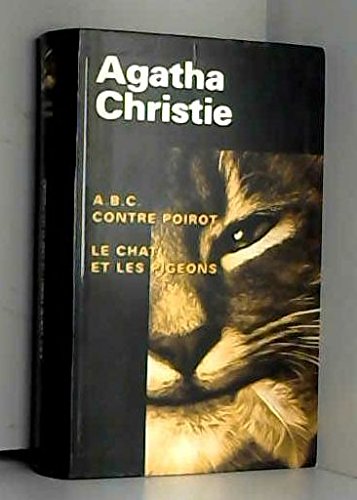 Agatha
Christie
A.B.C.
CONTRE POIROT
LE CHAT
ET LES PIGEONS